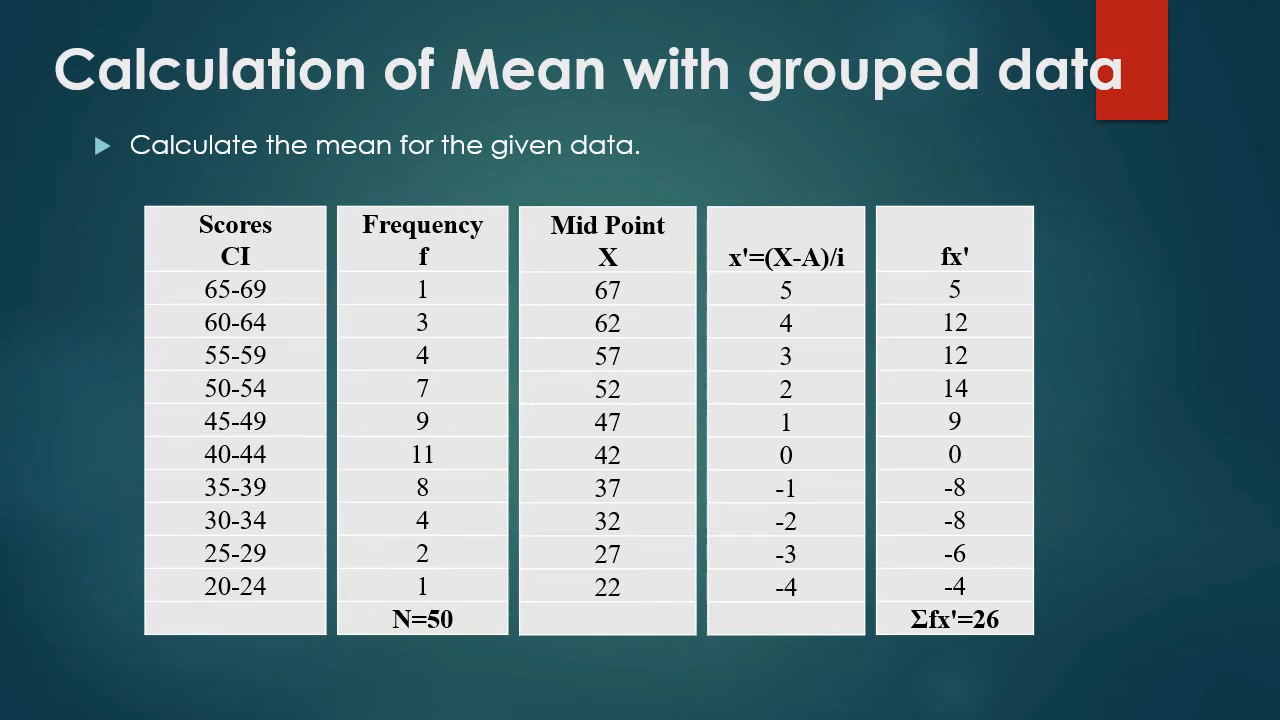 Calculation of Mean with grouped data
Calculate the mean for the given data.
Scores Frequency Mid Point
CI f X x'=(X-A)/i fx'
65-69 1 67 5 5
60-64 3 62 4 12
55-59 4 57 3 12
50-54 7 52 2 14
45-49 9 47 1 9
40-44 11 42 0 0
35-39 8 37 -1 -8
30-34 4 32 -2 -8
25-29 2 27 -3 -6
20-24 1 22 -4 -4
N=50 Σfx'=26